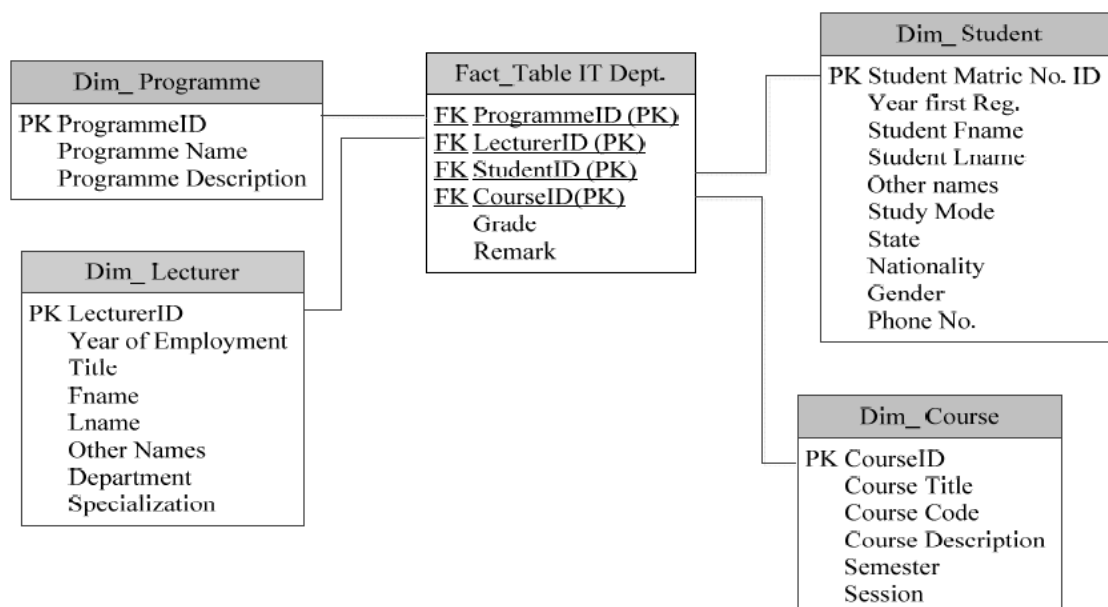 Dim_ Programme
PK ProgrammeID
Programme Name
Programme Description
Dim_ Lecturer
PK LecturerID
Year of Employment
Title
Fname
Lname
Other Names
Department
Specialization
Fact_Table IT Dept.
FK ProgrammeID (PK)
FK LecturerID (PK)
FK StudentID (PK)
FK CourseID(PK)
Grade
Remark
Dim_ Student
PK Student Matric No. ID
Year first Reg.
Student Fname
Student Lname
Other names
Study Mode
State
Nationality
Gender
Phone No.
Dim_ Course
PK CourseID
Course Title
Course Code
Course Description
Semester
Session